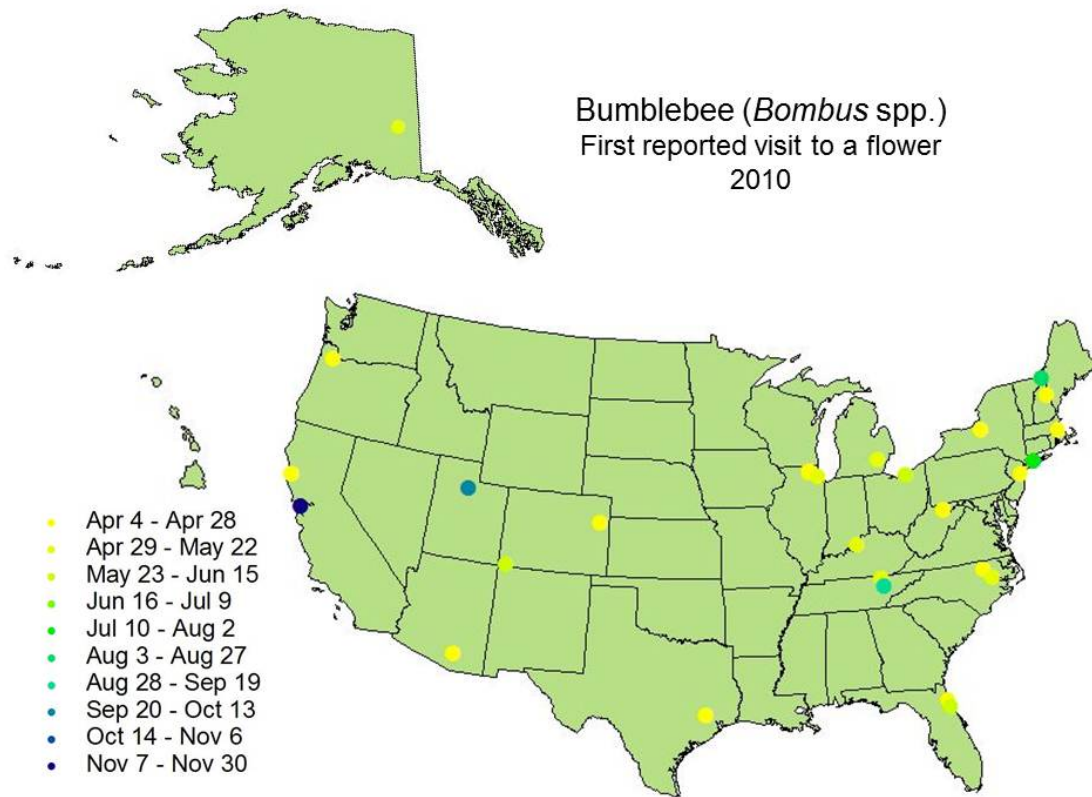 Bumblebee (Bombus spp.)
First reported visit to a flower
2010
Apr 4 - Apr 28
Apr 29 - May 22
May 23 - Jun 15
Jun 16 - Jul 9
Jul 10 - Aug 2
Aug 3 - Aug 27
Aug 28 - Sep 19
Sep 20 - Oct 13
Oct 14 - Nov 6
Nov 7 - Nov 30